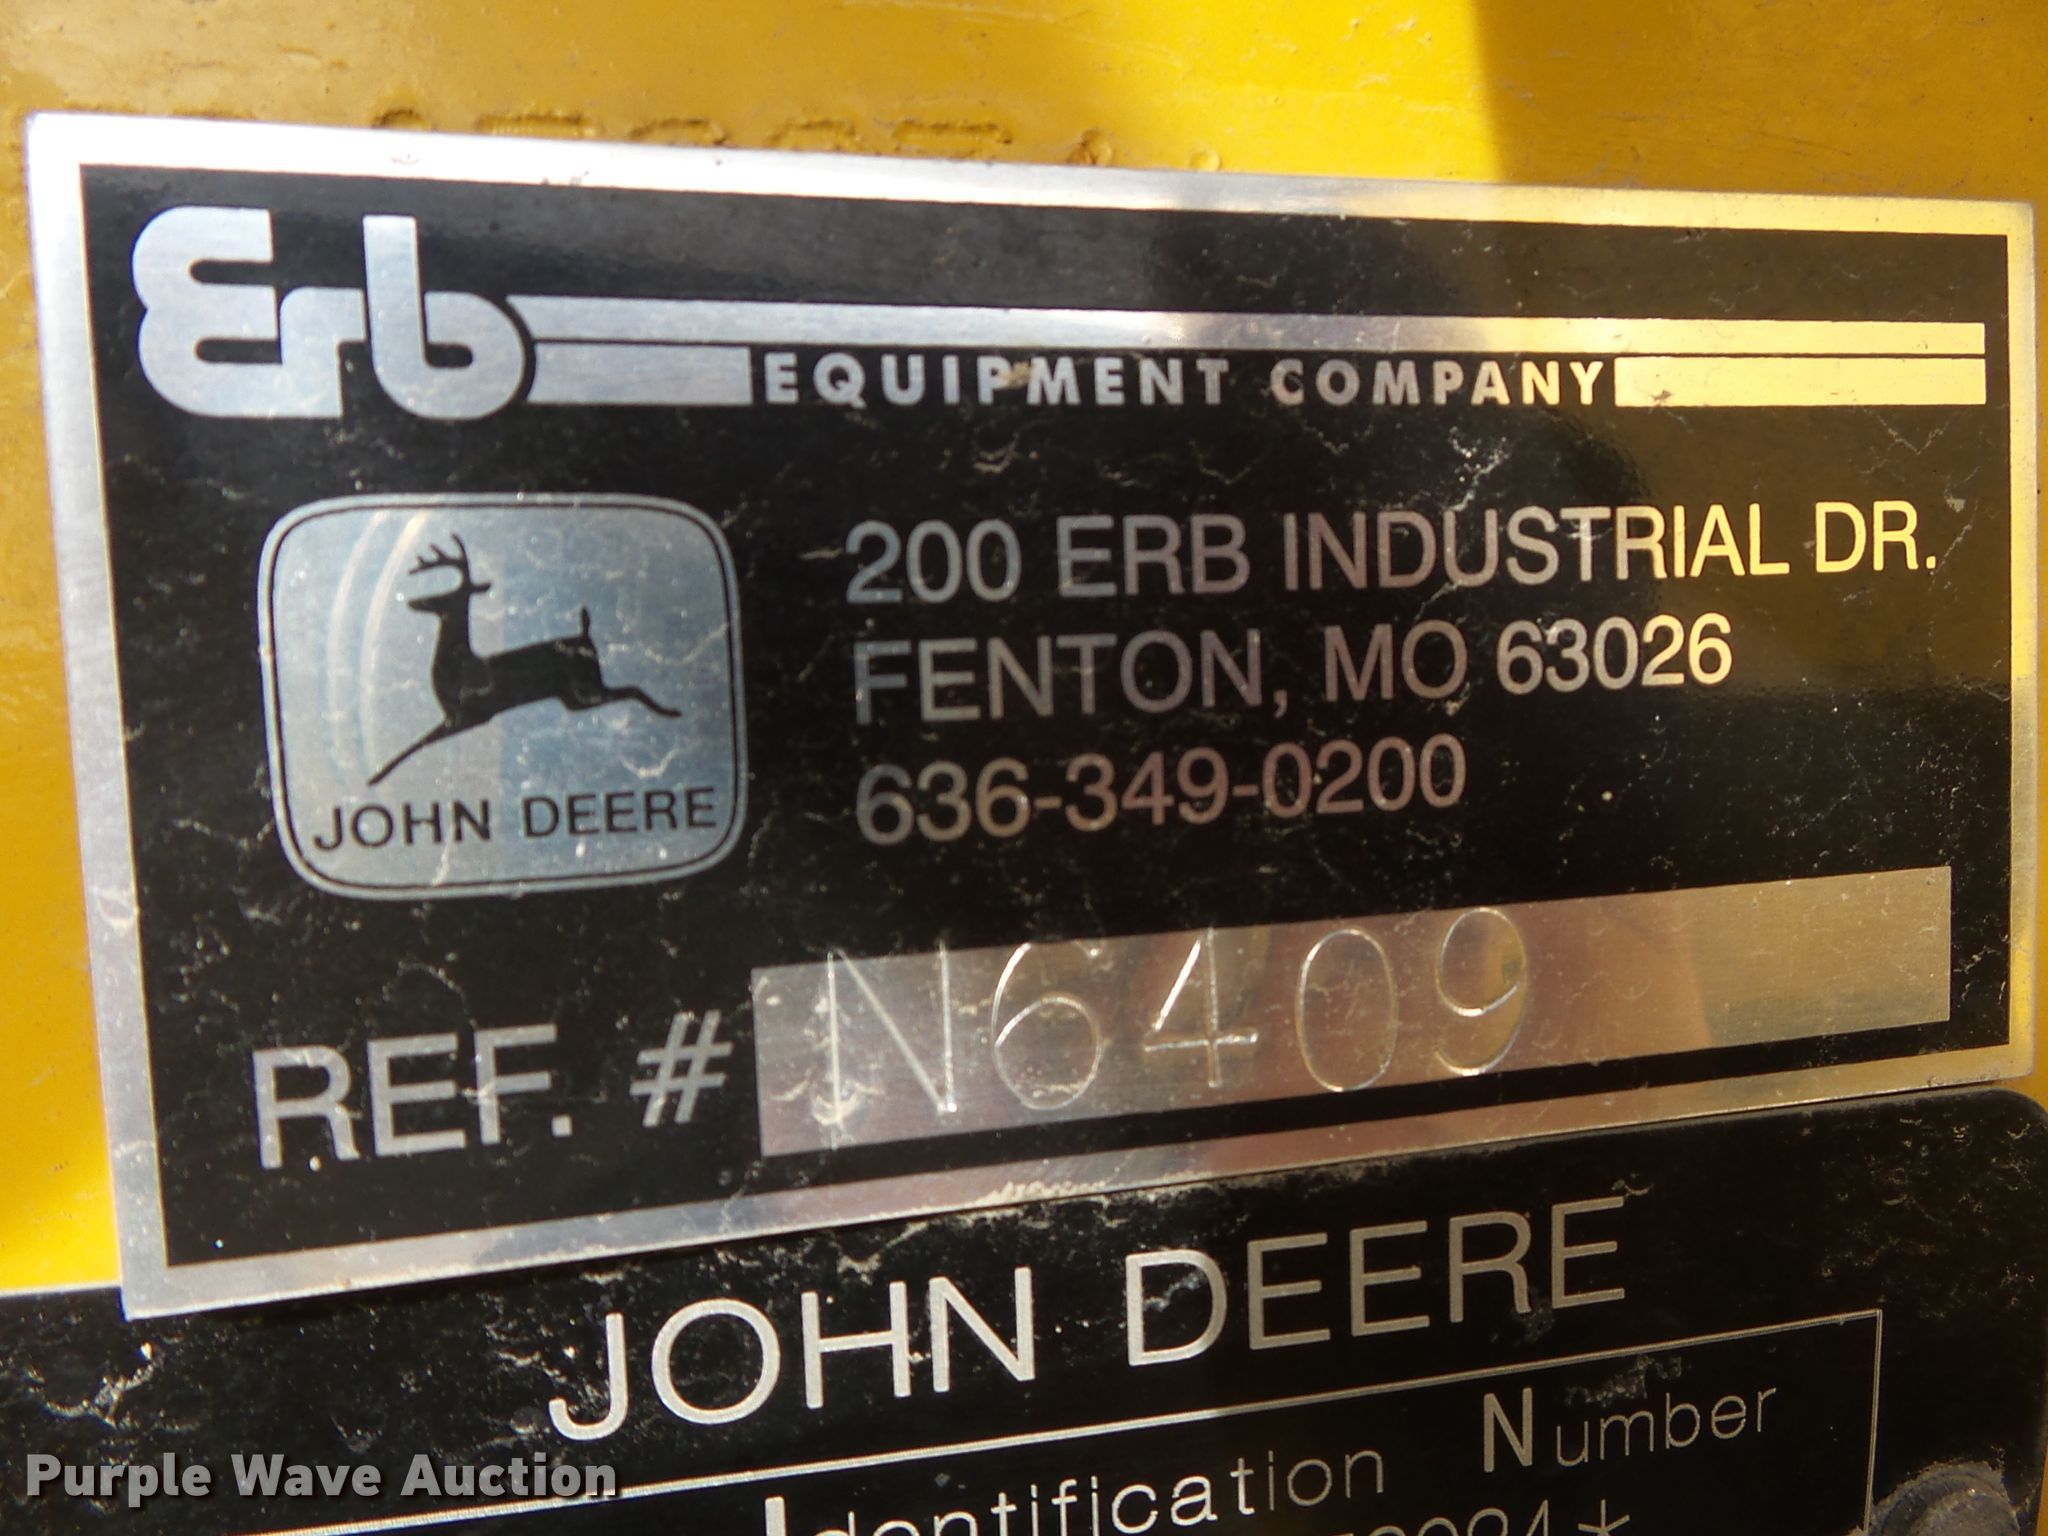 Erb
EQUIPMENT COMPANY
200 ERB INDUSTRIAL DR.
FENTON, MO 63026
636-349-0200
JOHN DEERE
REF. # N6409
JOHN DEERE
Identification Number
Purple Wave Auction